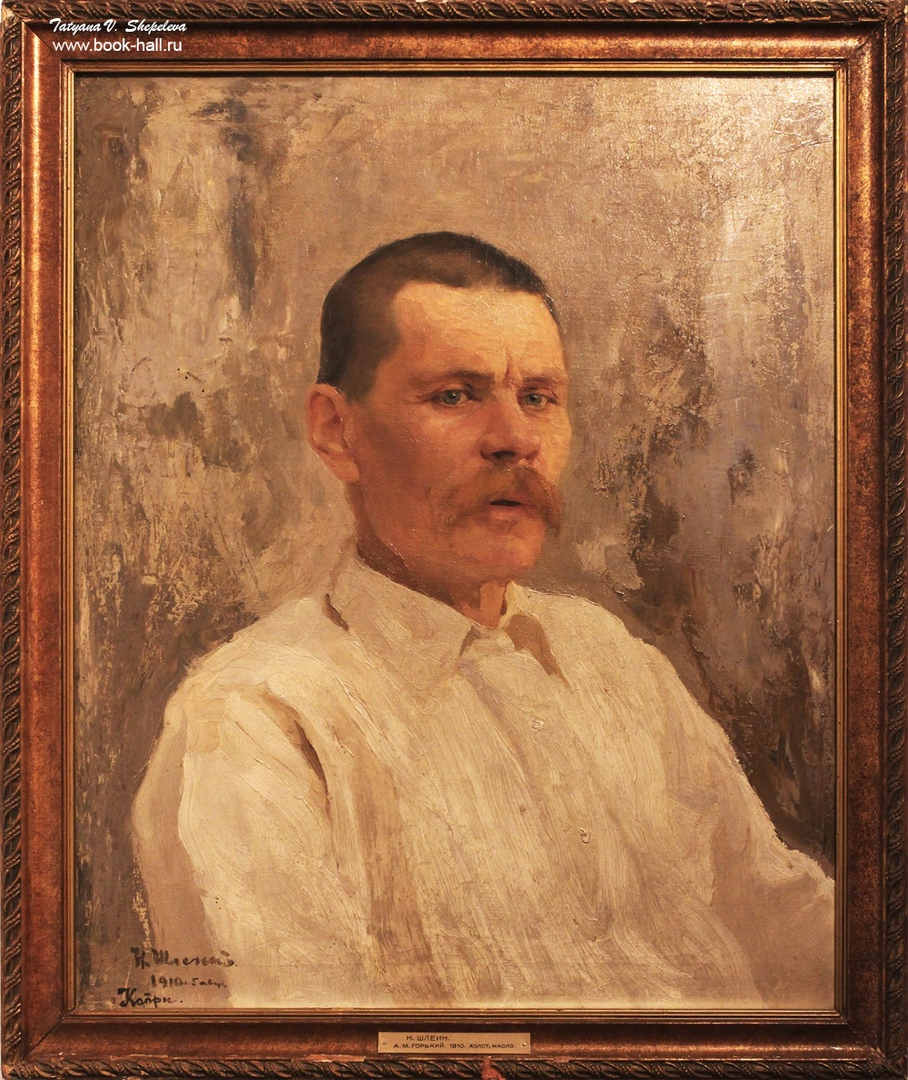 Tatyana V. Shepeleva
www.book-hall.ru
Н. Шлеинъ.
1910. 5 авг.
Капри.
Н. ШЛЕИН.
А. М. ГОРЬКИЙ. 1910. ХОЛСТ, МАСЛО.